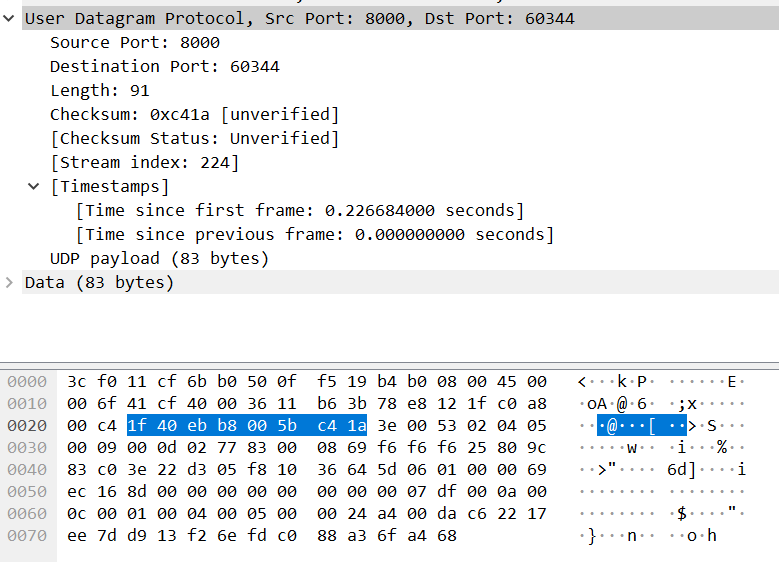 User Datagram Protocol, Src Port: 8000, Dst Port: 60344
Source Port: 8000
Destination Port: 60344
Length: 91
Checksum: 0xc41a [unverified]
[Checksum Status: Unverified]
[Stream index: 224]
[Timestamps]
[Time since first frame: 0.226684000 seconds]
[Time since previous frame: 0.000000000 seconds]
UDP payload (83 bytes)
Data (83 bytes)
0000 3c f0 11 cf 6b b0 50 0f f5 19 b4 b0 08 00 45 00 <···k·P· ······E·
0010 00 6f 41 cf 40 00 36 11 b6 3b 78 e8 12 1f c0 a8 ·oA·@·6· ·;x·····
0020 00 c4 1f 40 eb b8 00 5b c4 1a 3e 00 53 02 04 05 ···@···[ ··>·S···
0030 00 09 00 0d 02 77 83 00 08 69 f6 f6 f6 25 80 9c ·····w·· ·i···%··
0040 83 c0 3e 22 d3 05 f8 10 36 64 5d 06 01 00 00 69 ··>"···· 6d]····i
0050 ec 16 8d 00 00 00 00 00 00 00 00 07 df 00 0a 00 ········ ········
0060 0c 00 01 00 04 00 05 00 00 24 a4 00 da c6 22 17 ········ ·$····"·
0070 ee 7d d9 13 f2 6e fd c0 88 a3 6f a4 68 ·}···n·· ··o·h